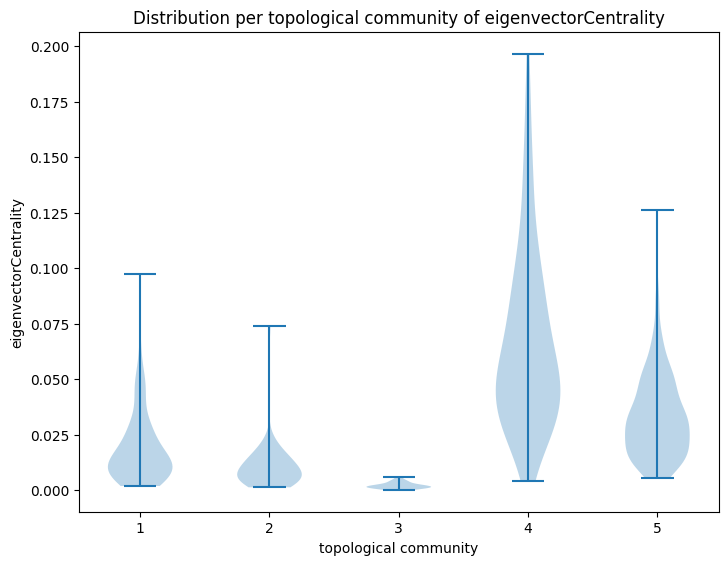 Distribution per topological community of eigenvectorCentrality
0.200
0.175
0.150
0.125
0.100
0.075
0.050
0.025
0.000
eigenvectorCentrality
1 2 3 4 5
topological community